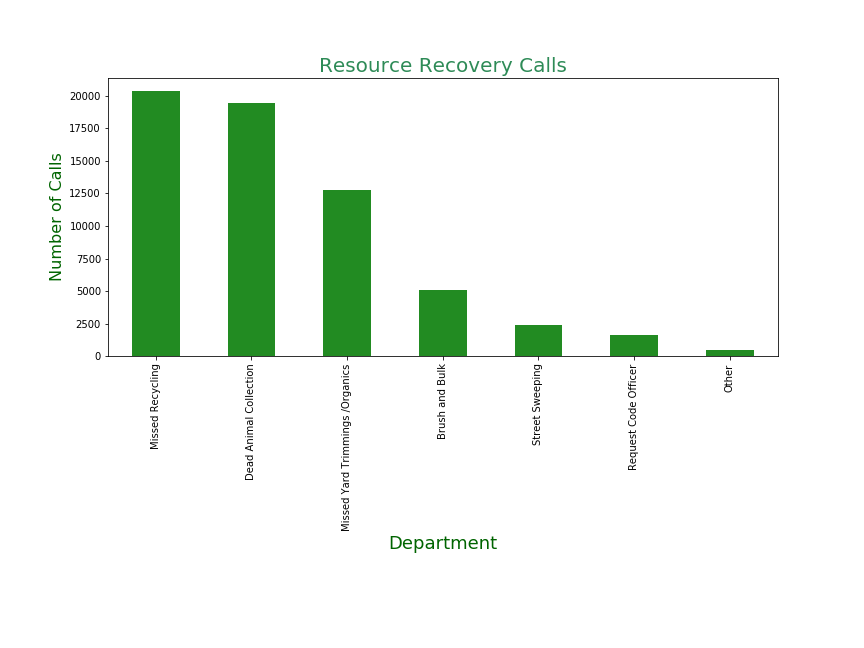 Resource Recovery Calls
Number of Calls
20000
17500
15000
12500
10000
7500
5000
2500
0
Missed Recycling
Dead Animal Collection
Missed Yard Trimmings /Organics
Brush and Bulk
Street Sweeping
Request Code Officer
Other
Department